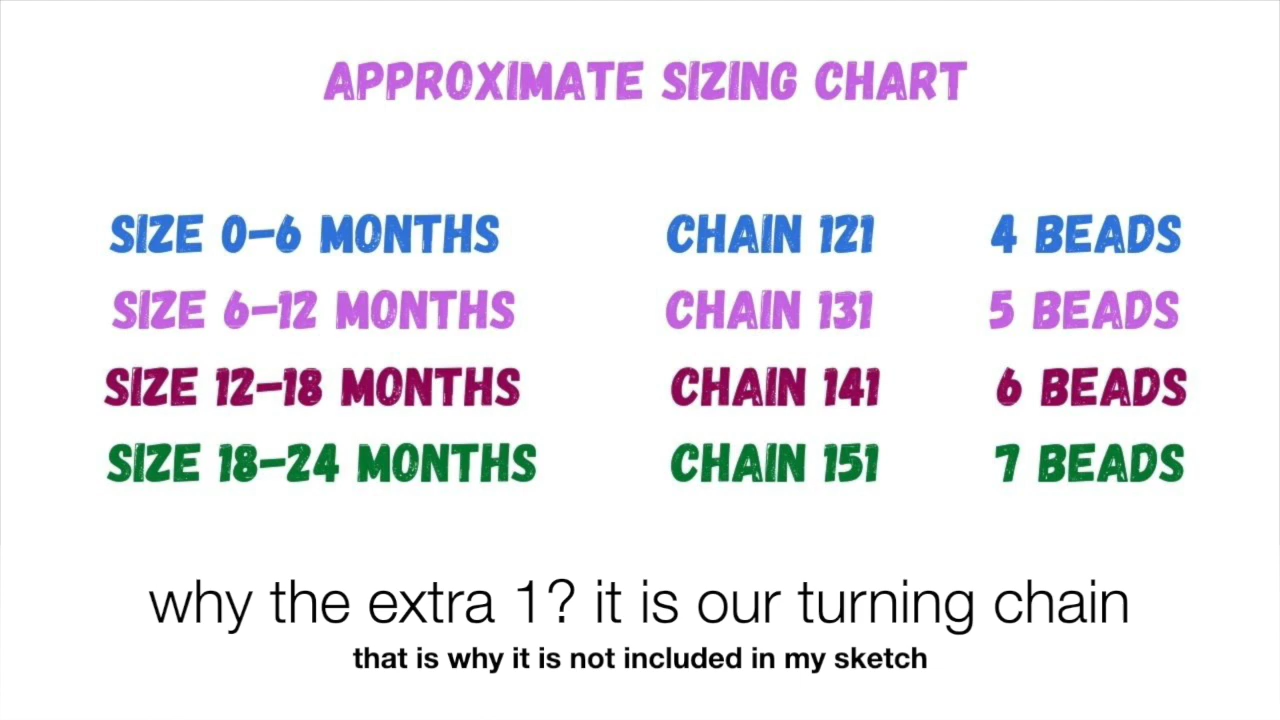 APPROXIMATE SIZING CHART
SIZE 0-6 MONTHS CHAIN 121 4 BEADS
SIZE 6-12 MONTHS CHAIN 131 5 BEADS
SIZE 12-18 MONTHS CHAIN 141 6 BEADS
SIZE 18-24 MONTHS CHAIN 151 7 BEADS
why the extra 1? it is our turning chain
that is why it is not included in my sketch